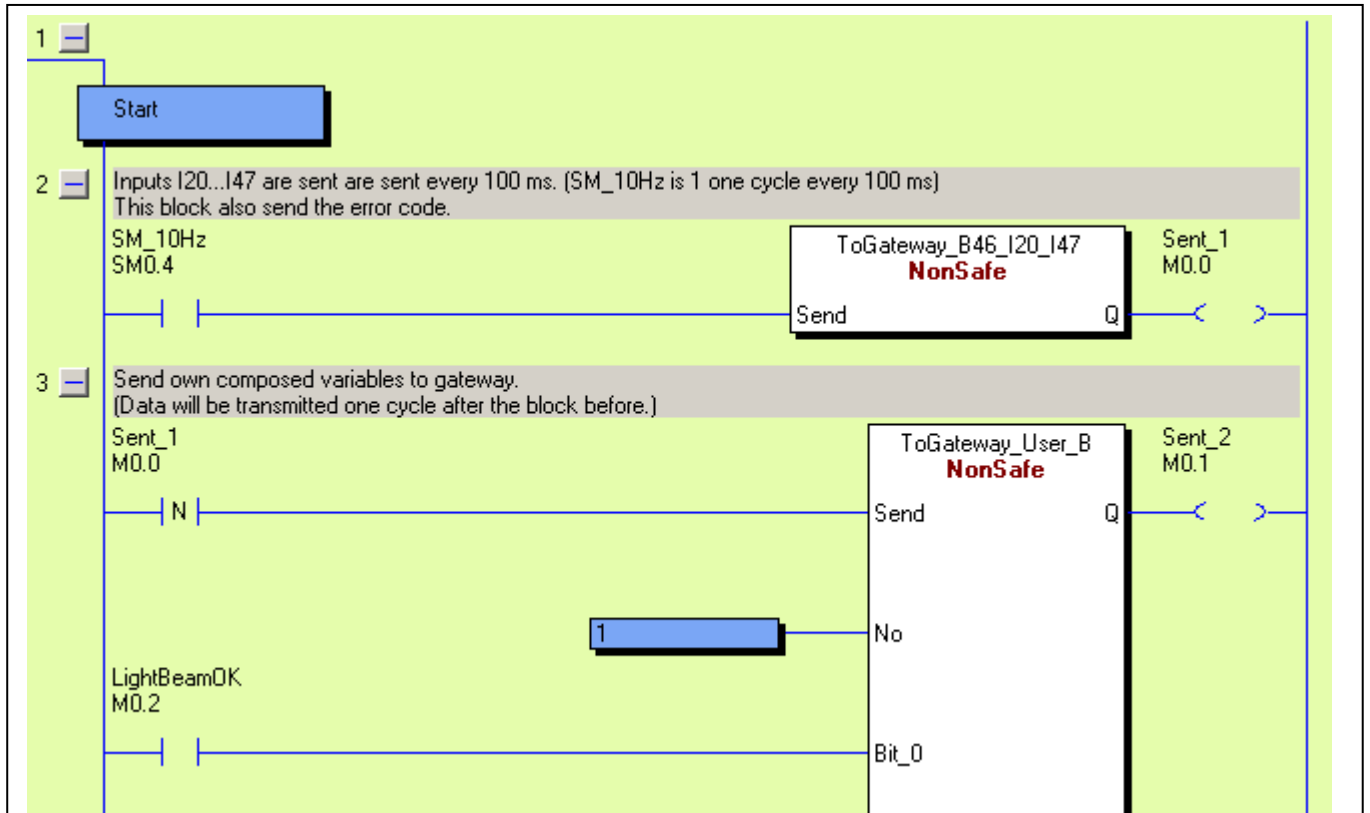 1
Start
2
Inputs I20...I47 are sent are sent every 100 ms. (SM_10Hz is 1 one cycle every 100 ms)
This block also send the error code.
SM_10Hz
SM0.4
ToGateway_B46_I20_I47
NonSafe
Send Q
Sent_1
M0.0
3
Send own composed variables to gateway.
(Data will be transmitted one cycle after the block before.)
Sent_1
M0.0
N
ToGateway_User_B
NonSafe
Send Q
Sent_2
M0.1
1
No
LightBeamOK
M0.2
Bit_0